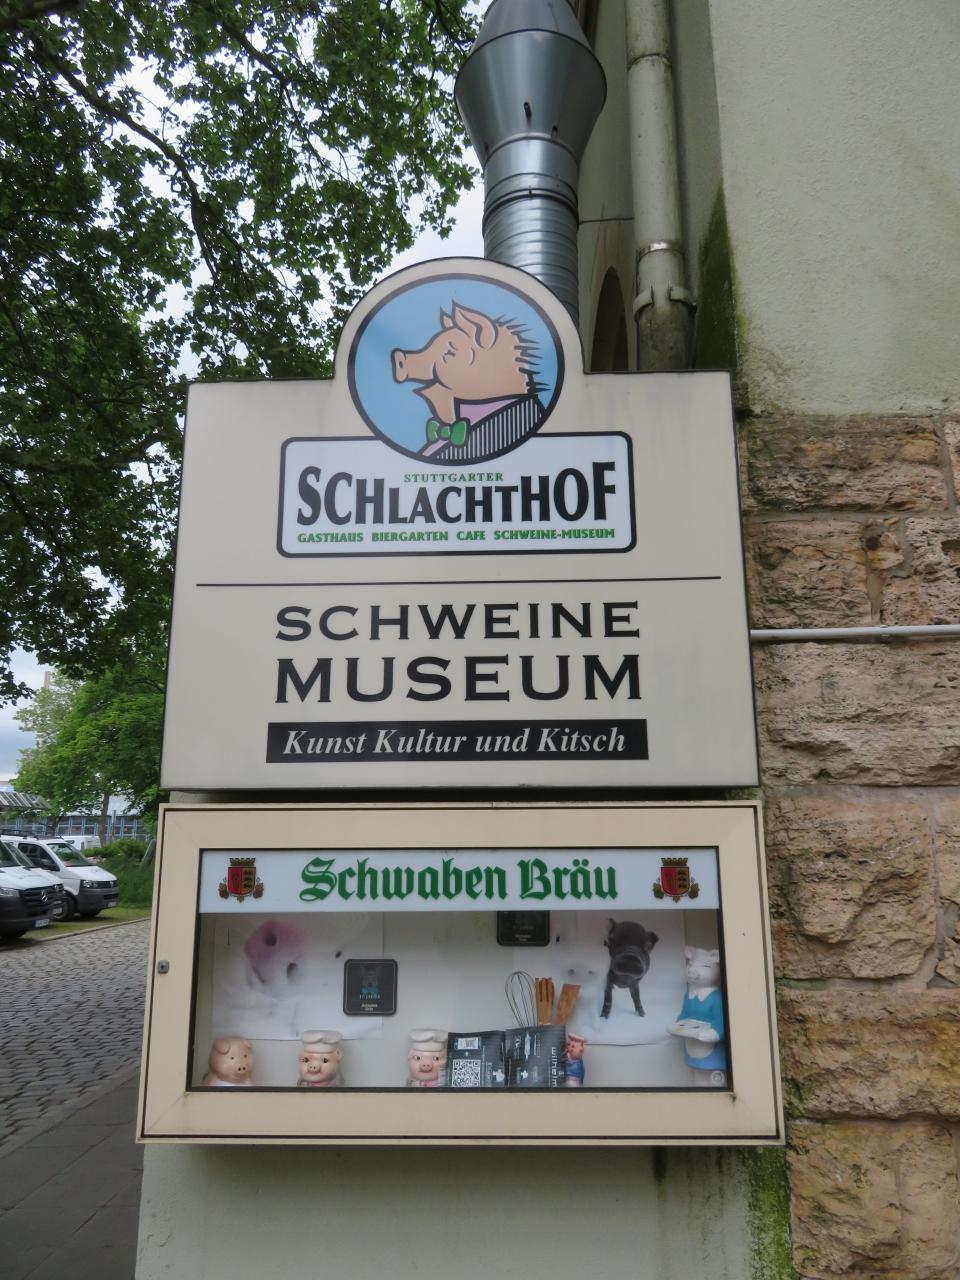 STUTTGARTER
SCHLACHTHOF
GASTHAUS BIERGARTEN CAFE SCHWEINE-MUSEUM
SCHWEINE
MUSEUM
Kunst Kultur und Kitsch
Schwaben Bräu